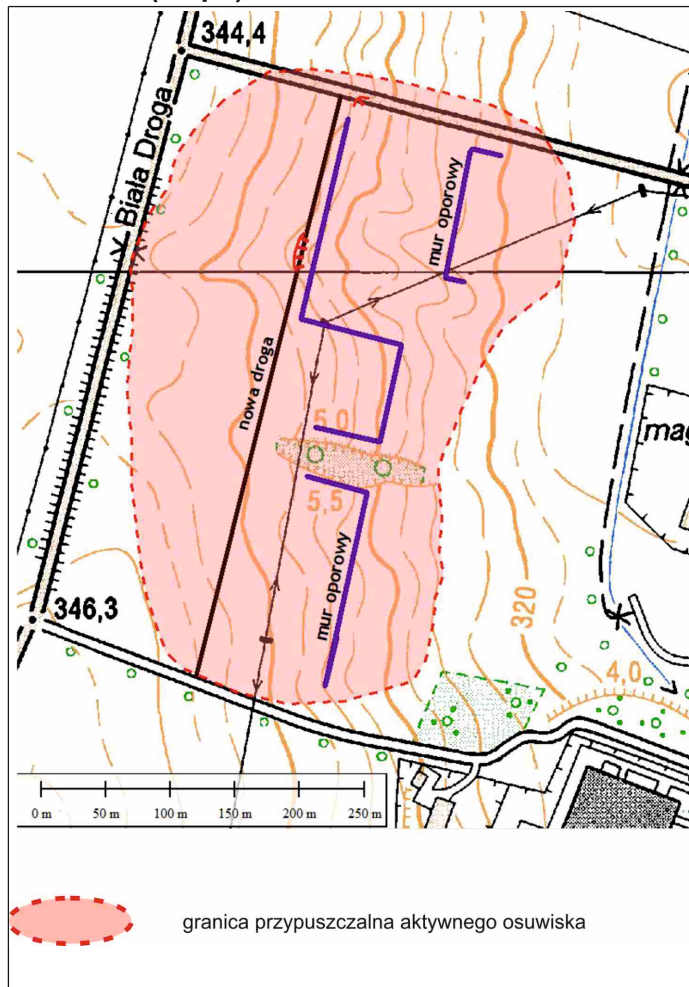 344,4
Biała Droga
mur oporowy
nowa droga
5,0
5,5
mur oporowy
346,3
320
4,0
0 m 50 m 100 m 150 m 200 m 250 m
granica przypuszczalna aktywnego osuwiska